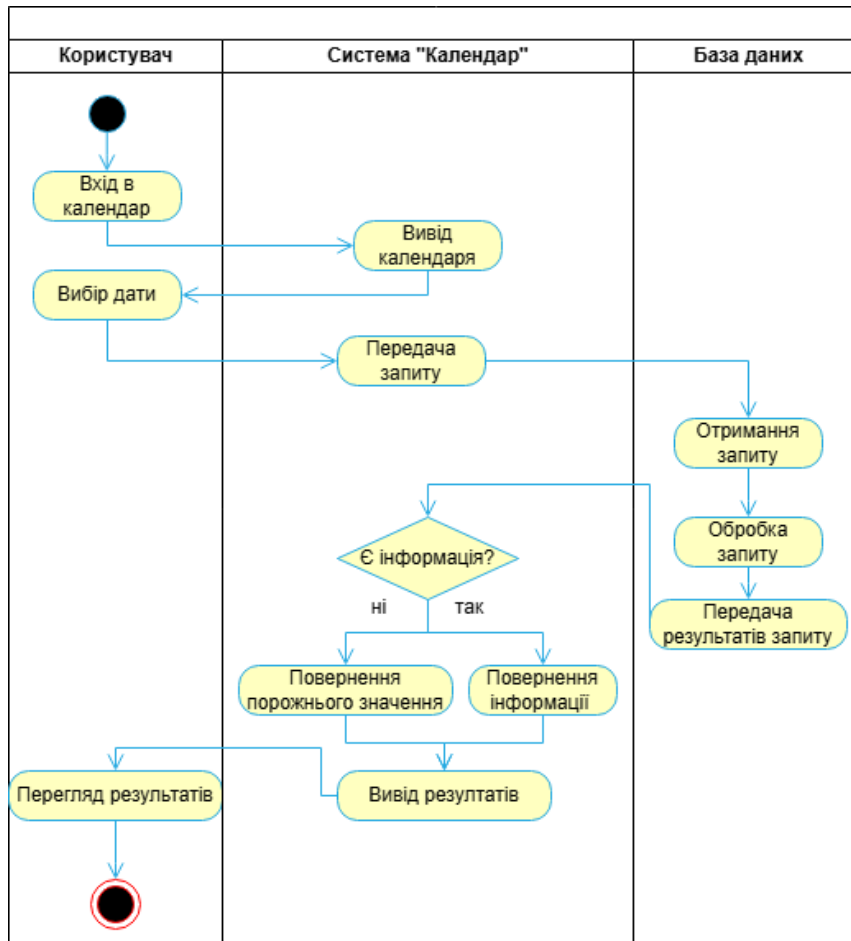 Користувач
Система "Календар"
База даних
Вхід в
календар
Вивід
календаря
Вибір дати
Передача
запиту
Отримання
запиту
Обробка
запиту
Є інформація?
ні
так
Передача
результатів запиту
Повернення
порожнього значення
Повернення
інформації
Перегляд результатів
Вивід резултатів